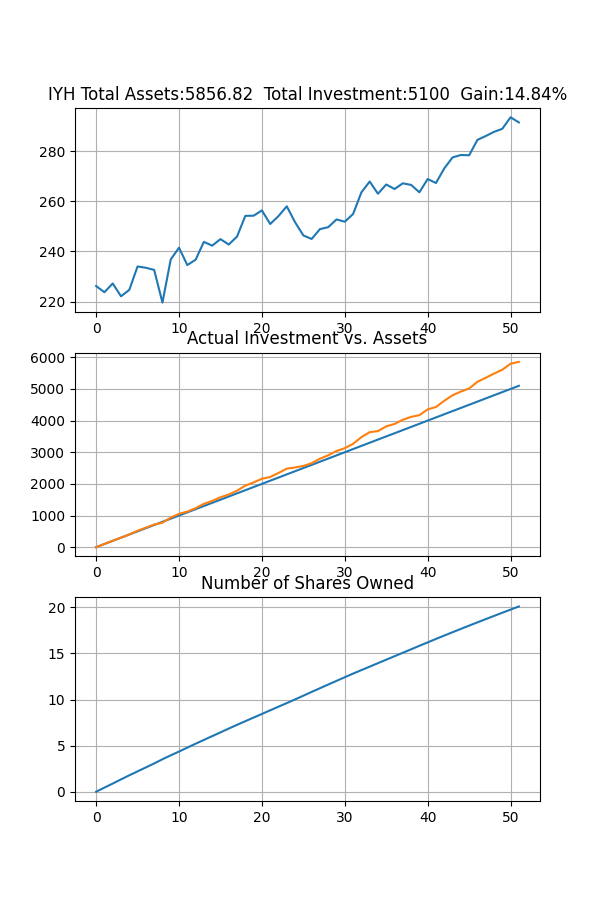 IYH Total Assets:5856.82  Total Investment:5100  Gain:14.84%
280
260
240
220
0 10 20 30 40 50
Actual Investment vs. Assets
6000
5000
4000
3000
2000
1000
0
0 10 20 30 40 50
Number of Shares Owned
20
15
10
5
0
0 10 20 30 40 50